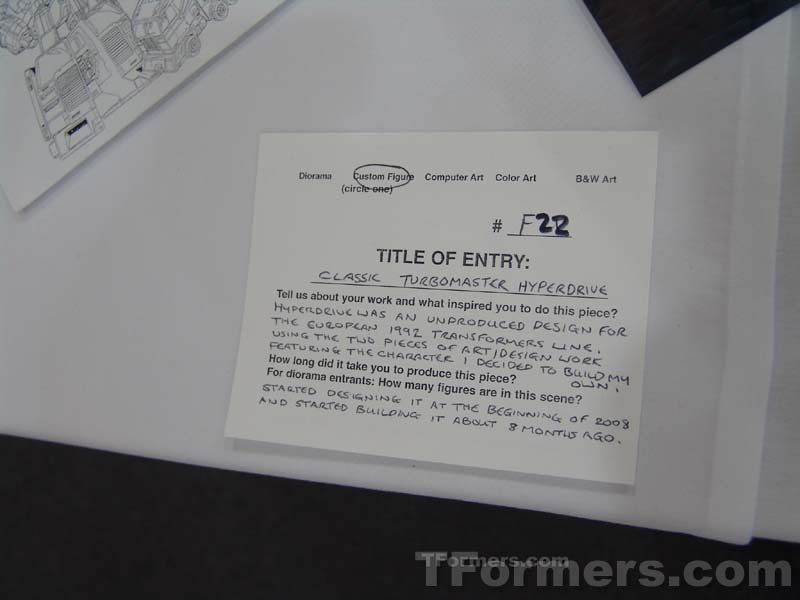 Diorama Custom Figure Computer Art Color Art B&W Art
(circle one)
# F22
TITLE OF ENTRY:
CLASSIC TURBOMASTER HYPERDRIVE
Tell us about your work and what inspired you to do this piece?
HYPERDRIVE WAS AN UNPRODUCED DESIGN FOR
THE EUROPEAN 1992 TRANSFORMERS LINE.
USING THE TWO PIECES OF ART/DESIGN WORK
FEATURING THE CHARACTER I DECIDED TO BUILD MY
OWN.
How long did it take you to produce this piece?
For diorama entrants: How many figures are in this scene?
STARTED DESIGNING IT AT THE BEGINNING OF 2008
AND STARTED BUILDING IT ABOUT 8 MONTHS AGO.
TFormers.com
TFormers.com